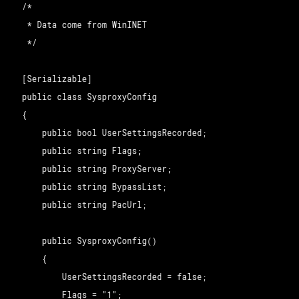 /*
* Data come from WinINET
*/
[Serializable]
public class SysproxyConfig
{
public bool UserSettingsRecorded;
public string Flags;
public string ProxyServer;
public string BypassList;
public string PacUrl;
public SysproxyConfig()
{
UserSettingsRecorded = false;
Flags = "1";